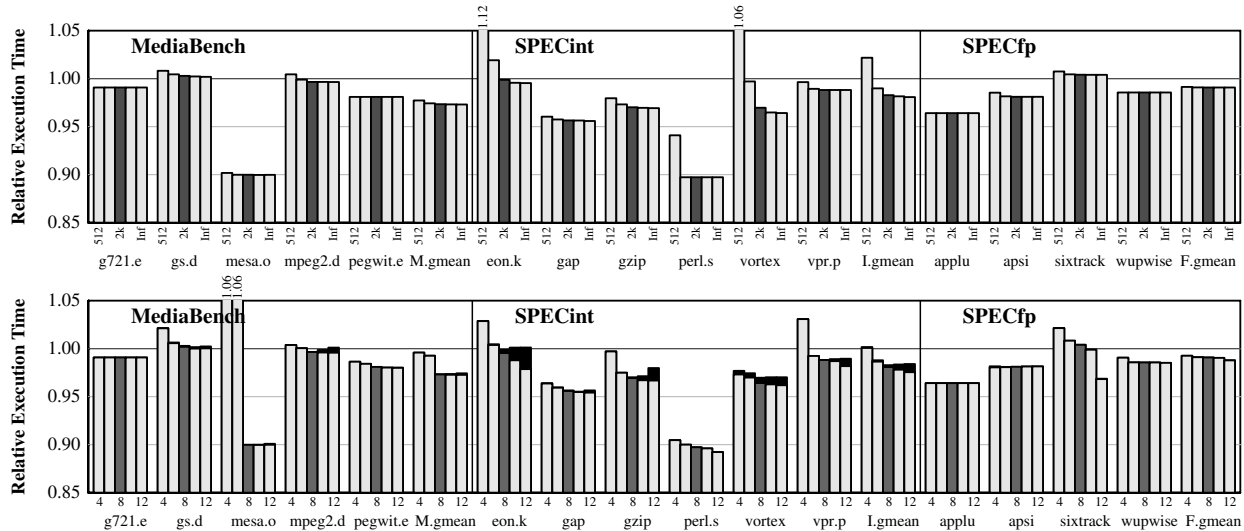 1.12
1.06
1.05
MediaBench SPECint SPECfp
1.00
0.95
0.90
0.85
Relative Execution Time
512 2k Inf 512 2k Inf 512 2k Inf 512 2k Inf 512 2k Inf 512 2k Inf 512 2k Inf 512 2k Inf 512 2k Inf 512 2k Inf 512 2k Inf 512 2k Inf 512 2k Inf 512 2k Inf 512 2k Inf 512 2k Inf 512 2k Inf 512 2k Inf
g721.e gs.d mesa.o mpeg2.d pegwit.e M.gmean eon.k gap gzip perl.s vortex vpr.p I.gmean applu apsi sixtrack wupwise F.gmean
1.06 1.06
1.05
MediaBench SPECint SPECfp
1.00
0.95
0.90
0.85
Relative Execution Time
4 8 12 4 8 12 4 8 12 4 8 12 4 8 12 4 8 12 4 8 12 4 8 12 4 8 12 4 8 12 4 8 12 4 8 12 4 8 12 4 8 12 4 8 12 4 8 12 4 8 12 4 8 12
g721.e gs.d mesa.o mpeg2.d pegwit.e M.gmean eon.k gap gzip perl.s vortex vpr.p I.gmean applu apsi sixtrack wupwise F.gmean